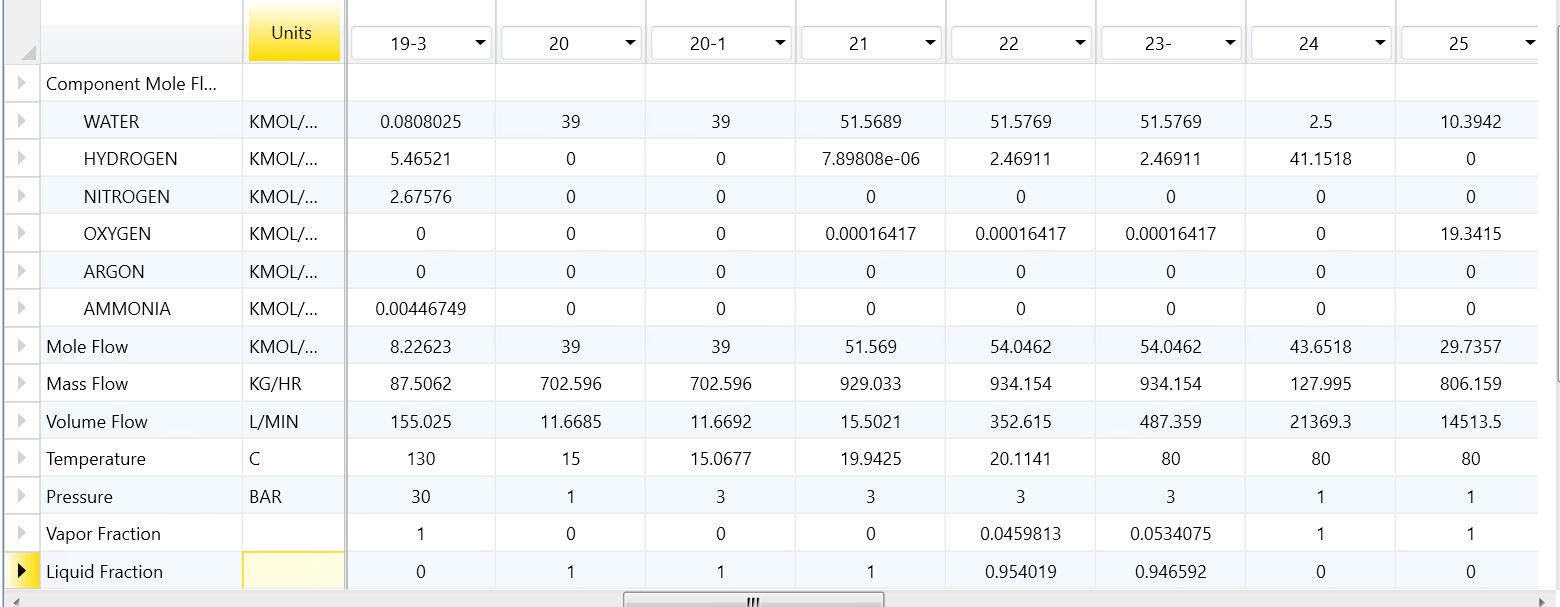 Units 19-3 20 20-1 21 22 23- 24 25
Component Mole Fl...
WATER KMOL/... 0.0808025 39 39 51.5689 51.5769 51.5769 2.5 10.3942
HYDROGEN KMOL/... 5.46521 0 0 7.89808e-06 2.46911 2.46911 41.1518 0
NITROGEN KMOL/... 2.67576 0 0 0 0 0 0 0
OXYGEN KMOL/... 0 0 0 0.00016417 0.00016417 0.00016417 0 19.3415
ARGON KMOL/... 0 0 0 0 0 0 0 0
AMMONIA KMOL/... 0.00446749 0 0 0 0 0 0 0
Mole Flow KMOL/... 8.22623 39 39 51.569 54.0462 54.0462 43.6518 29.7357
Mass Flow KG/HR 87.5062 702.596 702.596 929.033 934.154 934.154 127.995 806.159
Volume Flow L/MIN 155.025 11.6685 11.6692 15.5021 352.615 487.359 21369.3 14513.5
Temperature C 130 15 15.0677 19.9425 20.1141 80 80 80
Pressure BAR 30 1 3 3 3 3 1 1
Vapor Fraction 1 0 0 0 0.0459813 0.0534075 1 1
Liquid Fraction 0 1 1 1 0.954019 0.946592 0 0